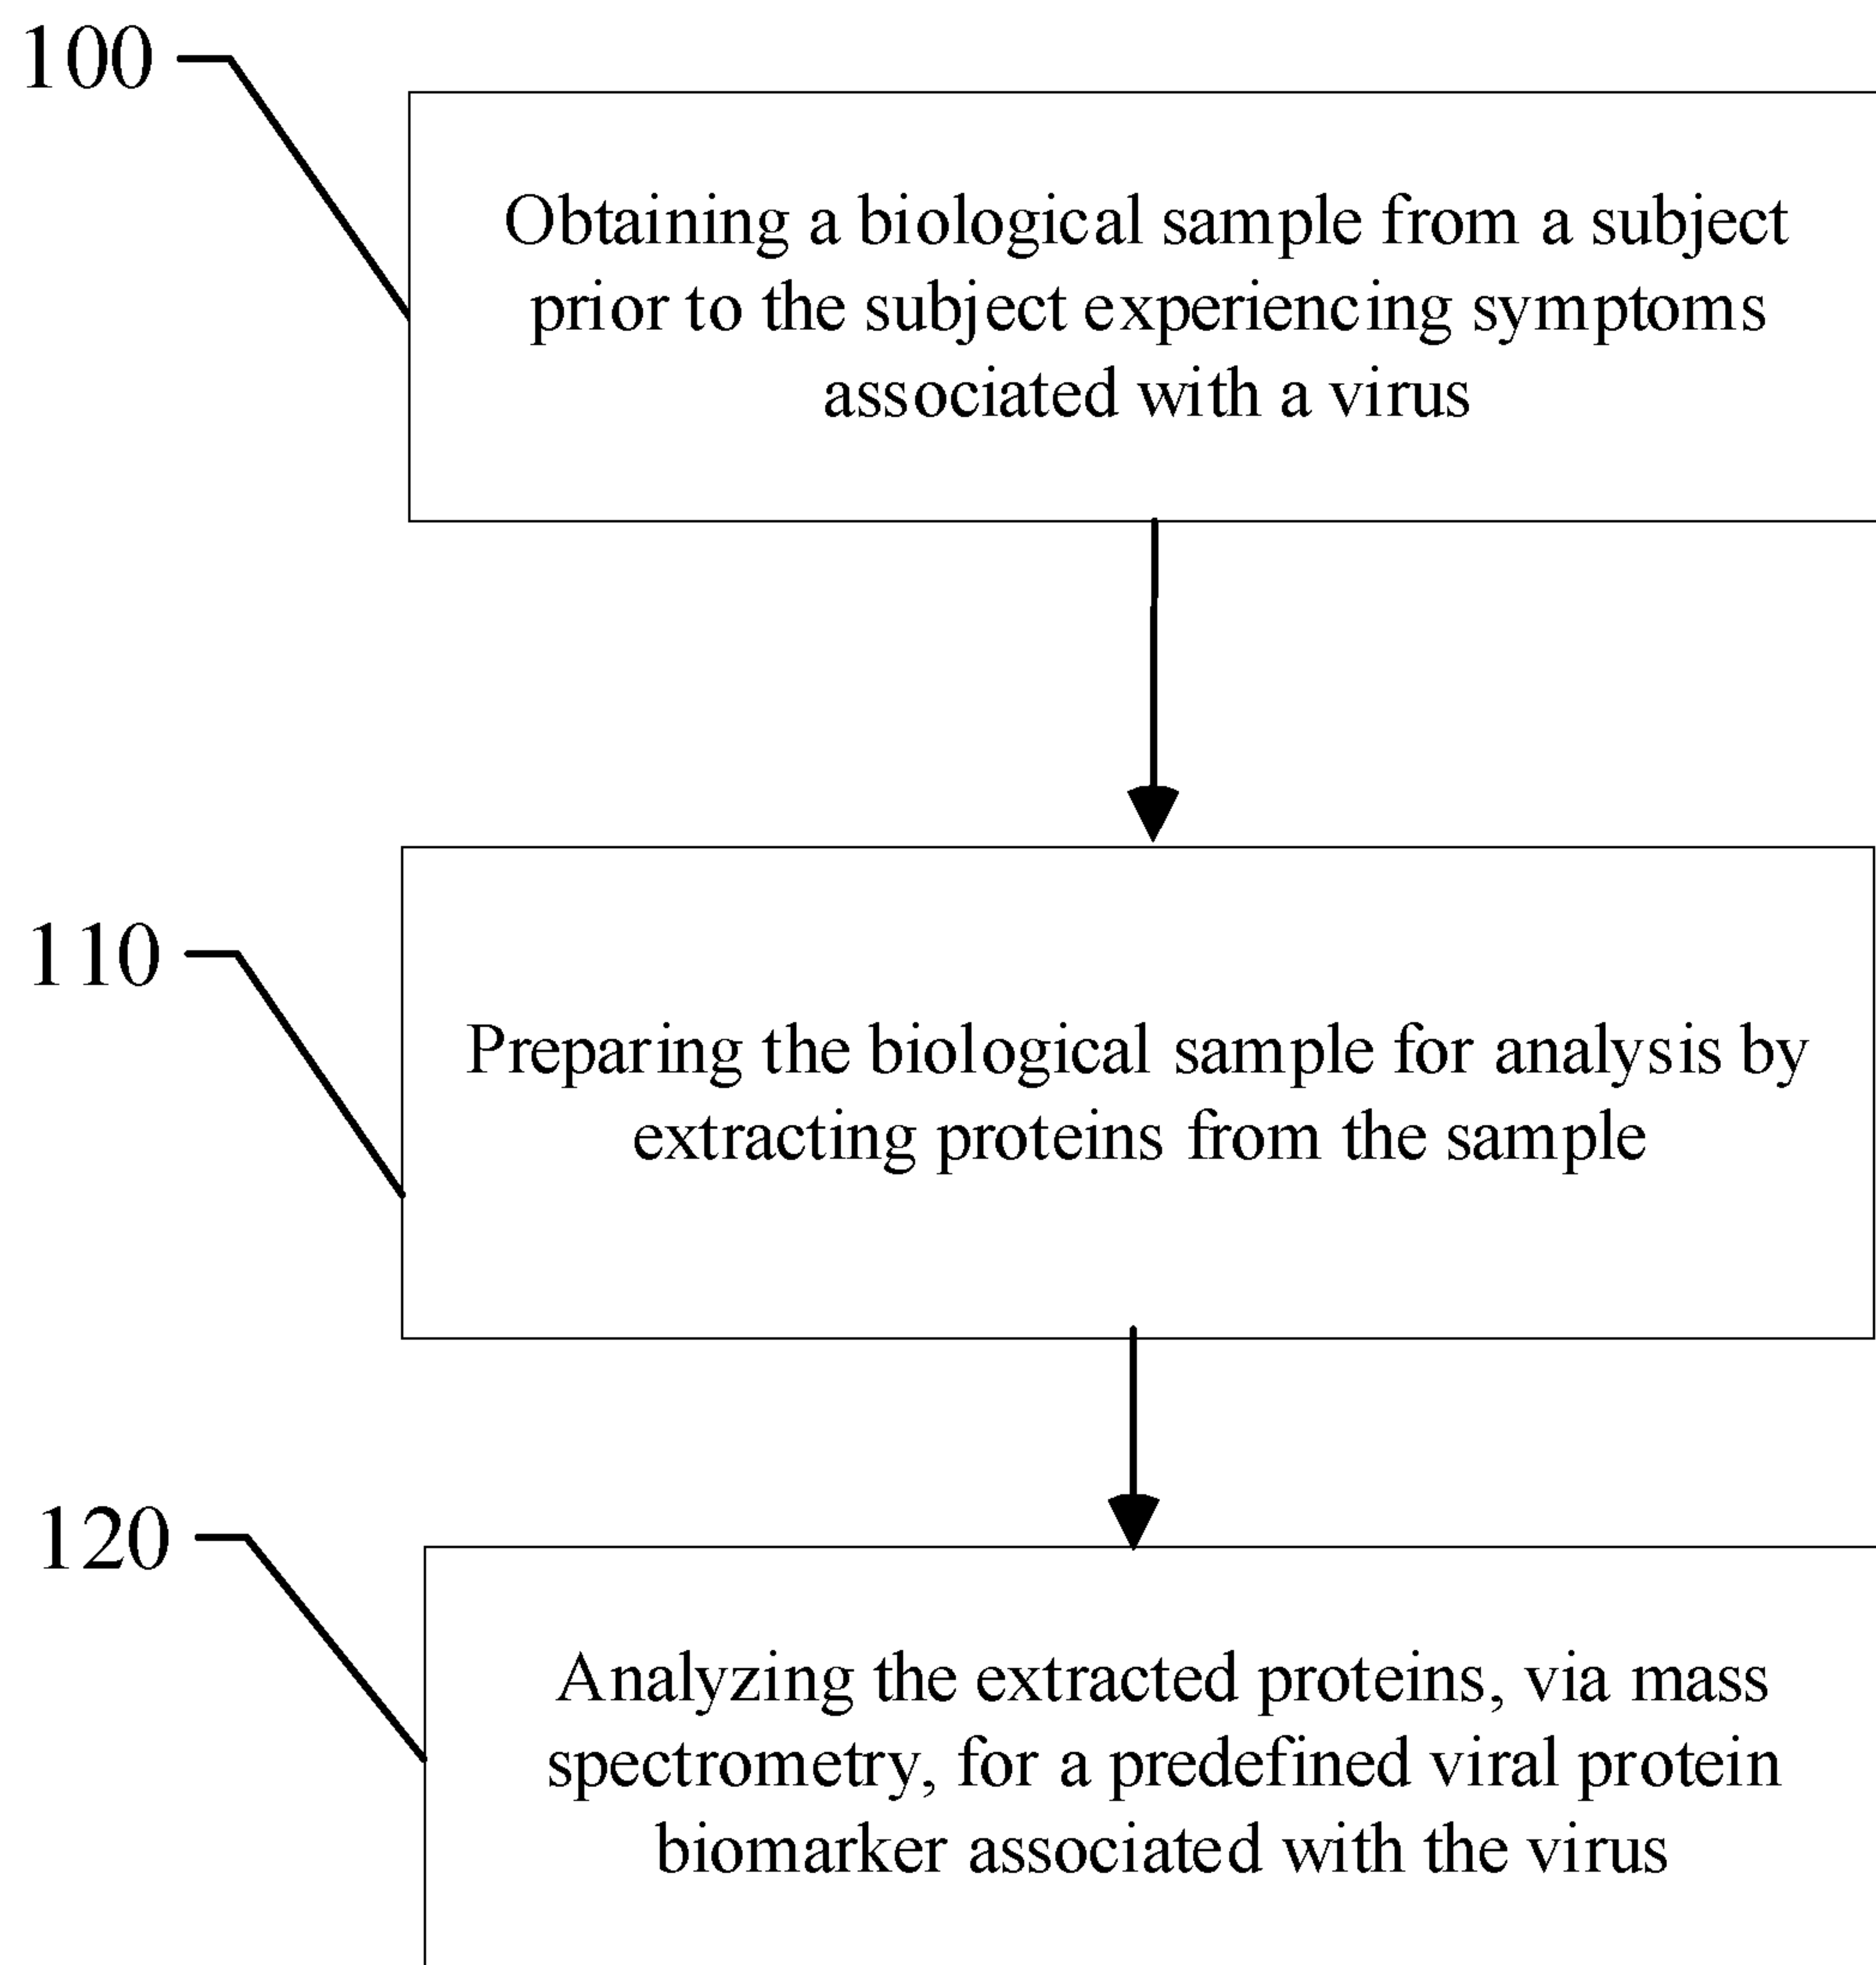 100
Obtaining a biological sample from a subject
prior to the subject experiencing symptoms
associated with a virus
110
Preparing the biological sample for analysis by
extracting proteins from the sample
120
Analyzing the extracted proteins, via mass
spectrometry, for a predefined viral protein
biomarker associated with the virus